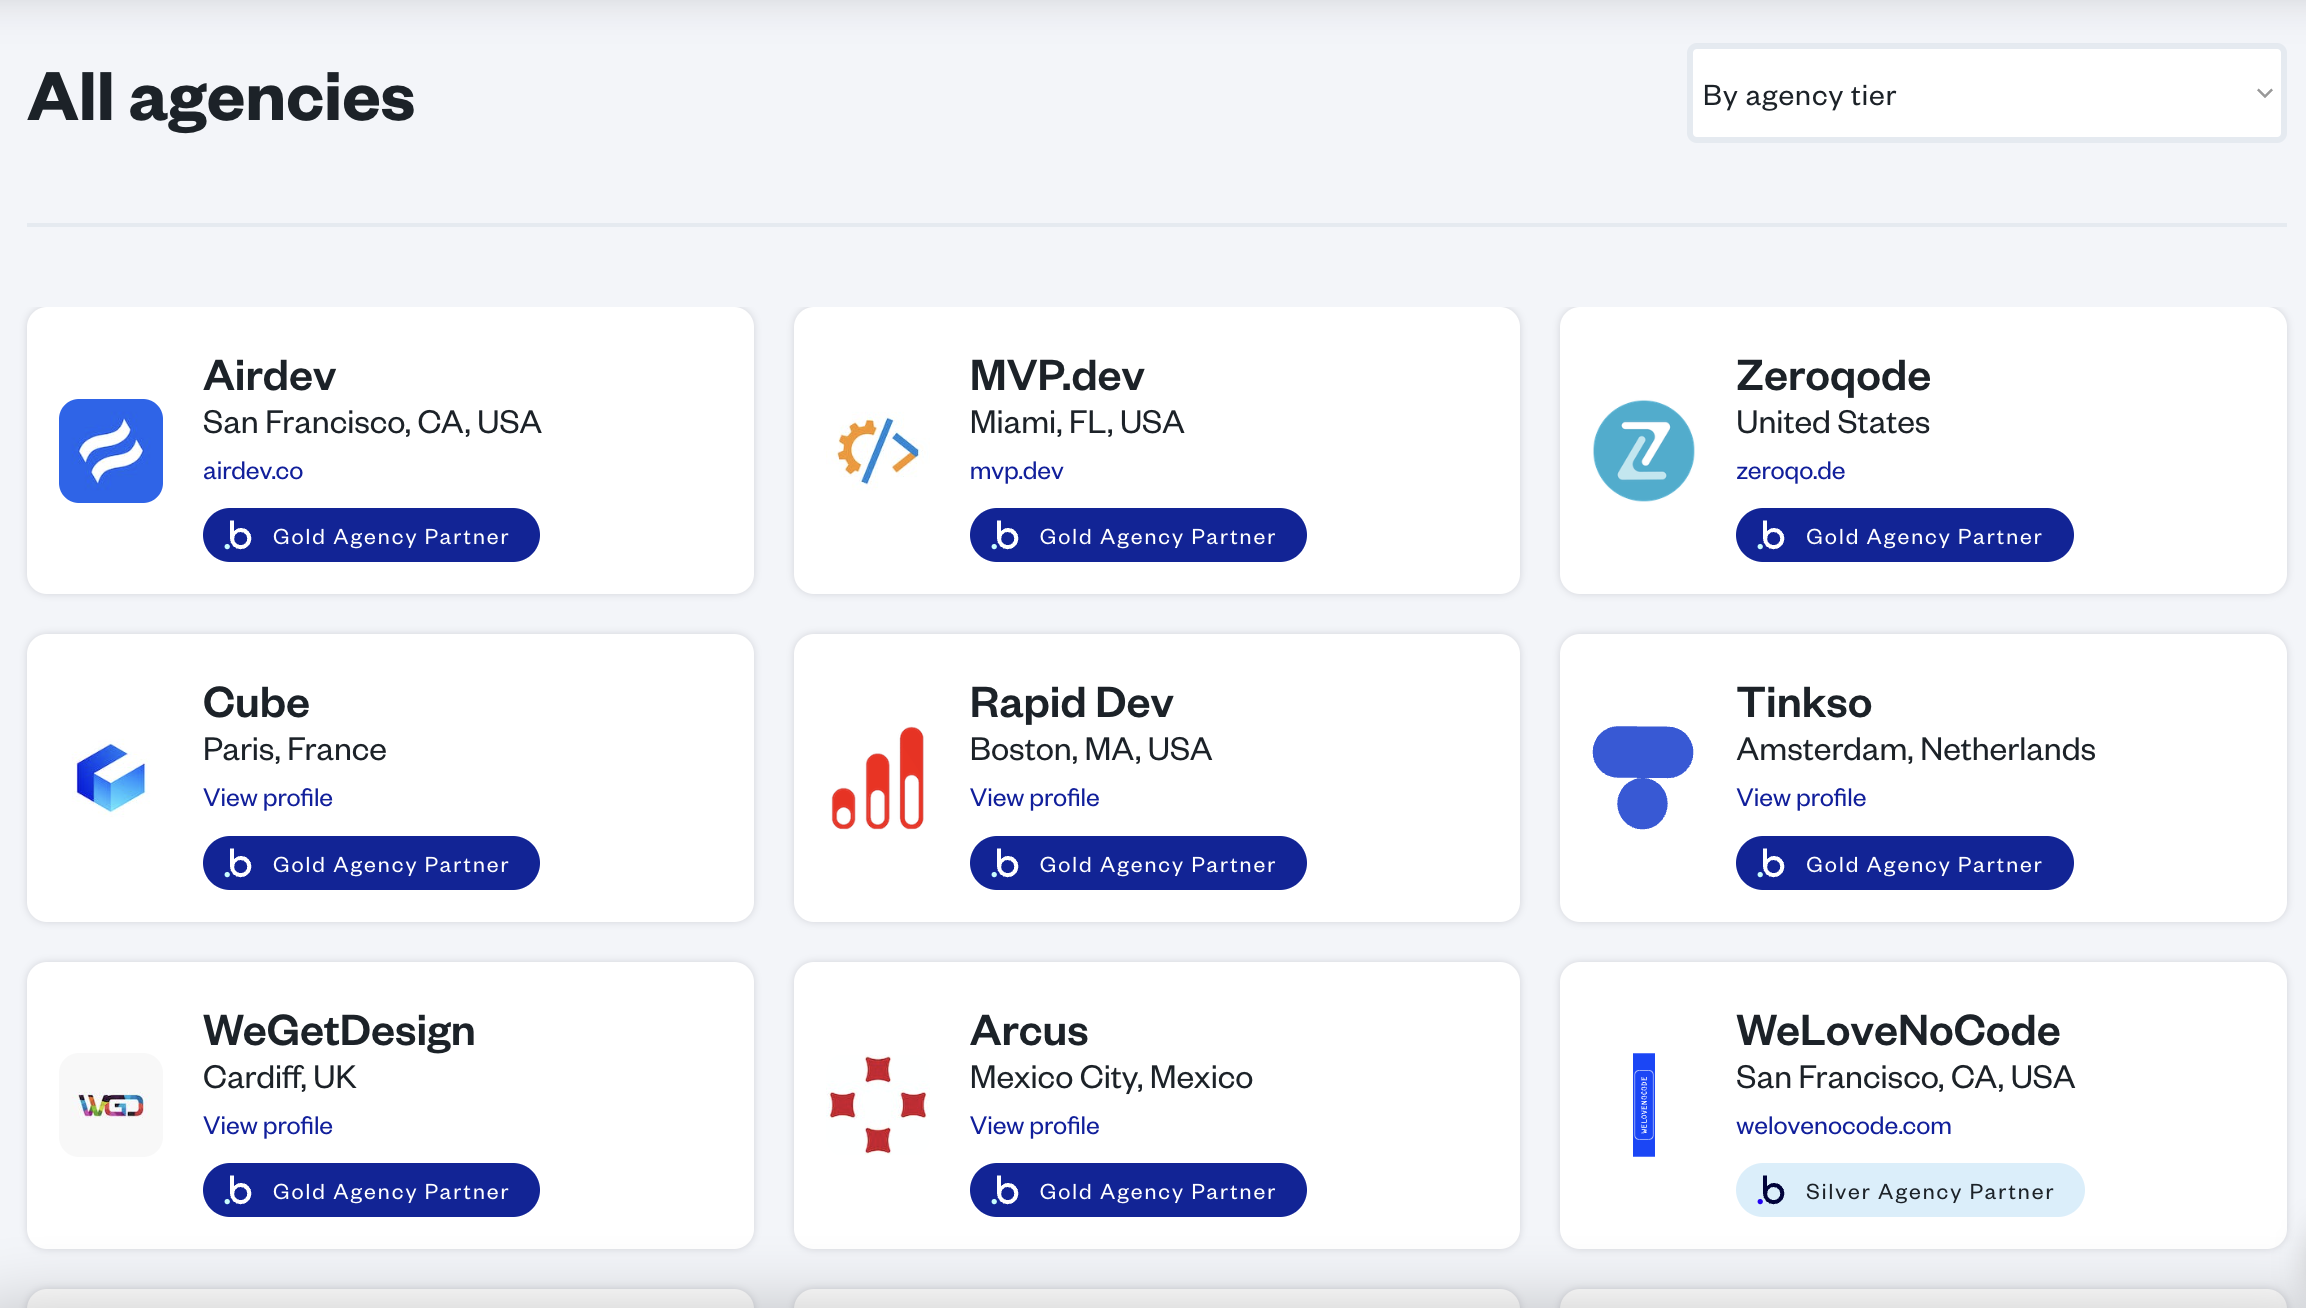 All agencies
By agency tier
Airdev
San Francisco, CA, USA
airdev.co
.b Gold Agency Partner
MVP.dev
Miami, FL, USA
mvp.dev
.b Gold Agency Partner
Zeroqode
United States
zeroqo.de
.b Gold Agency Partner
Cube
Paris, France
View profile
.b Gold Agency Partner
Rapid Dev
Boston, MA, USA
View profile
.b Gold Agency Partner
Tinkso
Amsterdam, Netherlands
View profile
.b Gold Agency Partner
WGD
WeGetDesign
Cardiff, UK
View profile
.b Gold Agency Partner
Arcus
Mexico City, Mexico
View profile
.b Gold Agency Partner
WELOVENOCODE
WeLoveNoCode
San Francisco, CA, USA
welovenocode.com
.b Silver Agency Partner